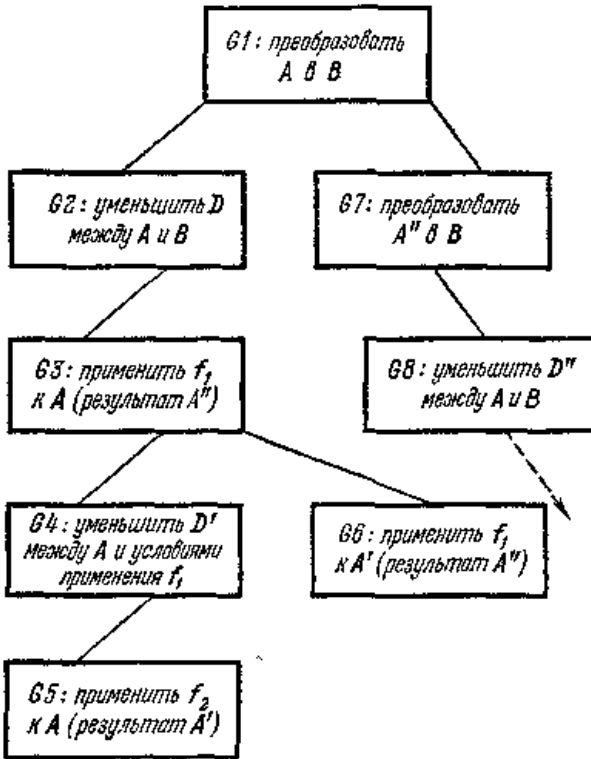 G1: преобразовать
A в B
G2: уменьшить D
между A и B
G7: преобразовать
A" в B
G3: применить f₁
к A (результат A")
G8: уменьшить D"
между A и B
G4: уменьшить D'
между A и условиями
применения f₁
G6: применить f₁
к A' (результат A")
G5: применить f₂
к A (результат A')